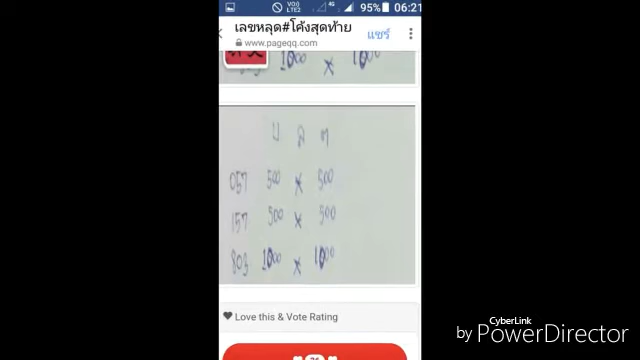 95% 06:21
เลขหลุด#โค้งสุดท้าย
www.pageqq.com
แชร์
1000 x 1000
บ ล ต
057 500 x 500
157 500 x 500
803 1000 x 1000
Love this & Vote Rating
CyberLink
by PowerDirector